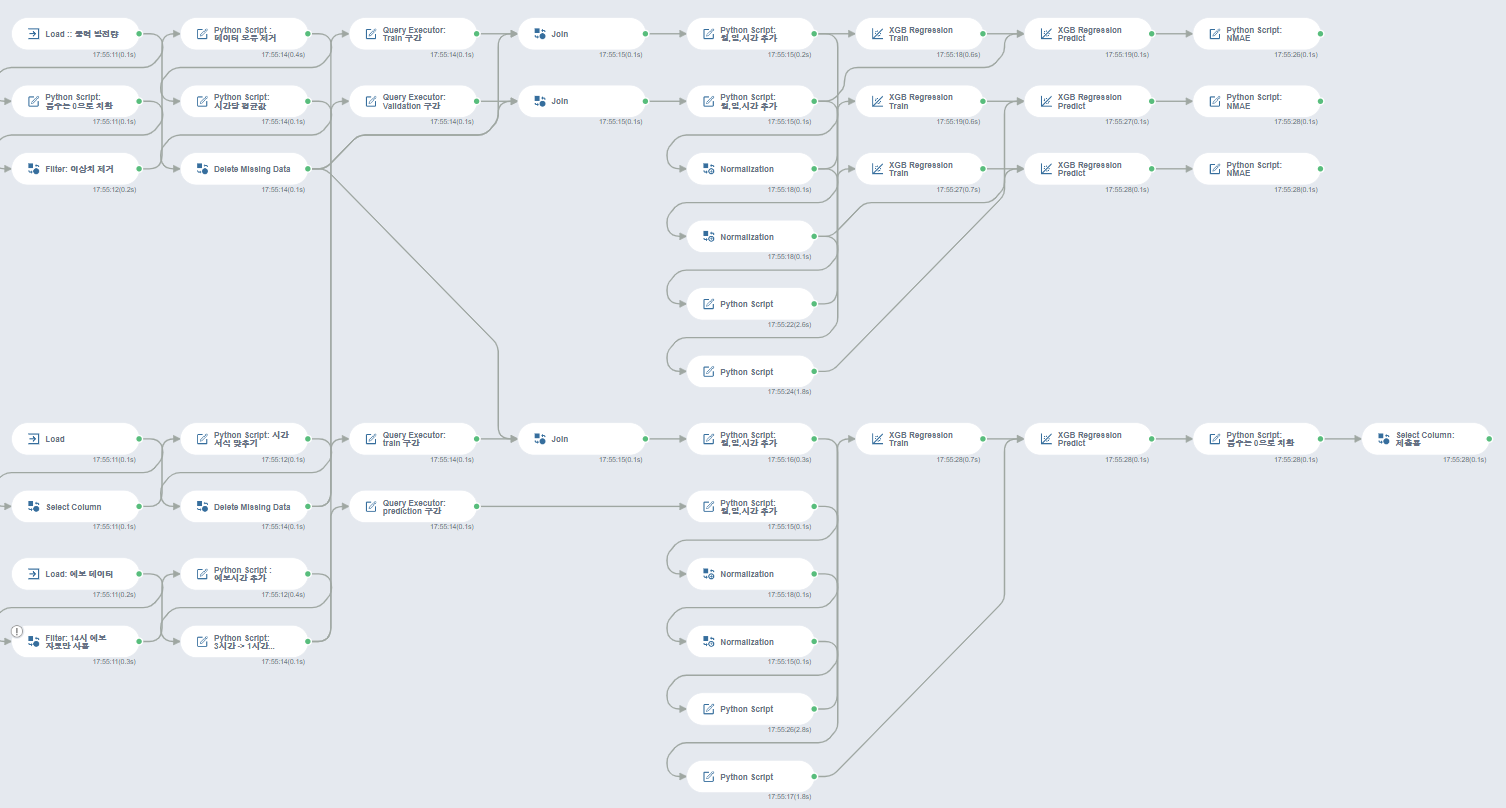 Load :: 풍력 발전량
17:55:11(0.1s)
Python Script :
데이터 오류 제거
17:55:14(0.4s)
Query Executor:
Train 구간
17:55:14(0.1s)
Join
17:55:15(0.1s)
Python Script:
월,일,시간 추가
17:55:15(0.2s)
XGB Regression
Train
17:55:18(0.6s)
XGB Regression
Predict
17:55:19(0.1s)
Python Script:
NMAE
17:55:26(0.1s)
Python Script:
음수는 0으로 치환
17:55:11(0.1s)
Python Script:
시간당 평균값
17:55:14(0.1s)
Query Executor:
Validation 구간
17:55:14(0.1s)
Join
17:55:15(0.1s)
Python Script:
월,일,시간 추가
17:55:15(0.1s)
XGB Regression
Train
17:55:19(0.6s)
XGB Regression
Predict
17:55:27(0.1s)
Python Script:
NMAE
17:55:28(0.1s)
Filter: 이상치 제거
17:55:12(0.2s)
Delete Missing Data
17:55:14(0.1s)
Normalization
17:55:18(0.1s)
XGB Regression
Train
17:55:27(0.7s)
XGB Regression
Predict
17:55:28(0.1s)
Python Script:
NMAE
17:55:28(0.1s)
Normalization
17:55:18(0.1s)
Python Script
17:55:22(2.6s)
Python Script
17:55:24(1.8s)
Load
17:55:11(0.1s)
Python Script: 시간
서식 맞추기
17:55:12(0.1s)
Query Executor:
train 구간
17:55:14(0.1s)
Join
17:55:15(0.1s)
Python Script:
월,일,시간 추가
17:55:16(0.3s)
XGB Regression
Train
17:55:28(0.7s)
XGB Regression
Predict
17:55:28(0.1s)
Python Script:
음수는 0으로 치환
17:55:28(0.1s)
Select Column:
제출용
17:55:28(0.1s)
Select Column
17:55:11(0.1s)
Delete Missing Data
17:55:14(0.1s)
Query Executor:
prediction 구간
17:55:14(0.1s)
Python Script:
월,일,시간 추가
17:55:15(0.1s)
Load: 예보 데이터
17:55:11(0.2s)
Python Script :
예보시간 추가
17:55:12(0.4s)
Normalization
17:55:18(0.1s)
Filter: 14시 예보
자료만 사용
17:55:11(0.3s)
Python Script:
3시간 -> 1시간...
17:55:14(0.1s)
Normalization
17:55:15(0.1s)
Python Script
17:55:26(2.8s)
Python Script
17:55:17(1.8s)